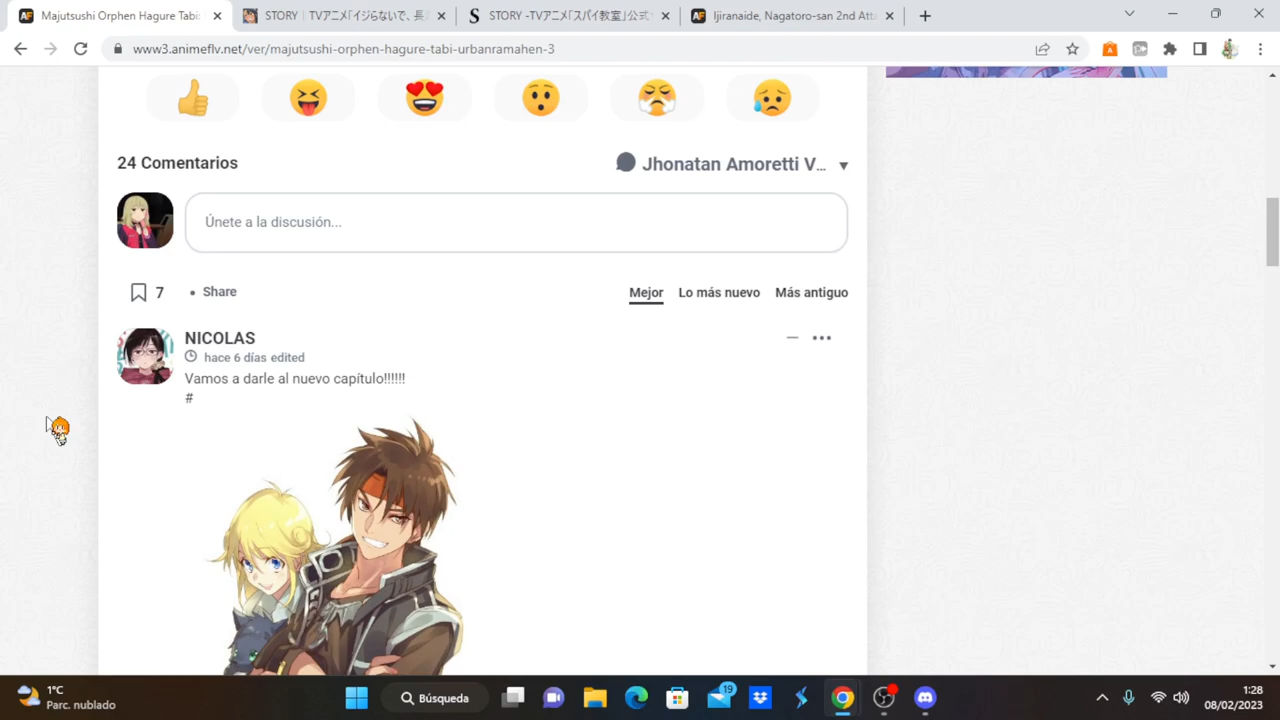 Majutsushi Orphen Hagure Tabi:
STORY | TVアニメ「イジらないで、長瀞
STORY -TVアニメ「スパイ教室」公式サ
Ijiranaide, Nagatoro-san 2nd Atta
www3.animeflv.net/ver/majutsushi-orphen-hagure-tabi-urbanramahen-3
24 Comentarios
Jhonatan Amoretti V...
Únete a la discusión...
7
• Share
Mejor
Lo más nuevo
Más antiguo
NICOLAS
hace 6 días edited
Vamos a darle al nuevo capítulo!!!!!!
#
1°C
Parc. nublado
Búsqueda
19
1:28
08/02/2023